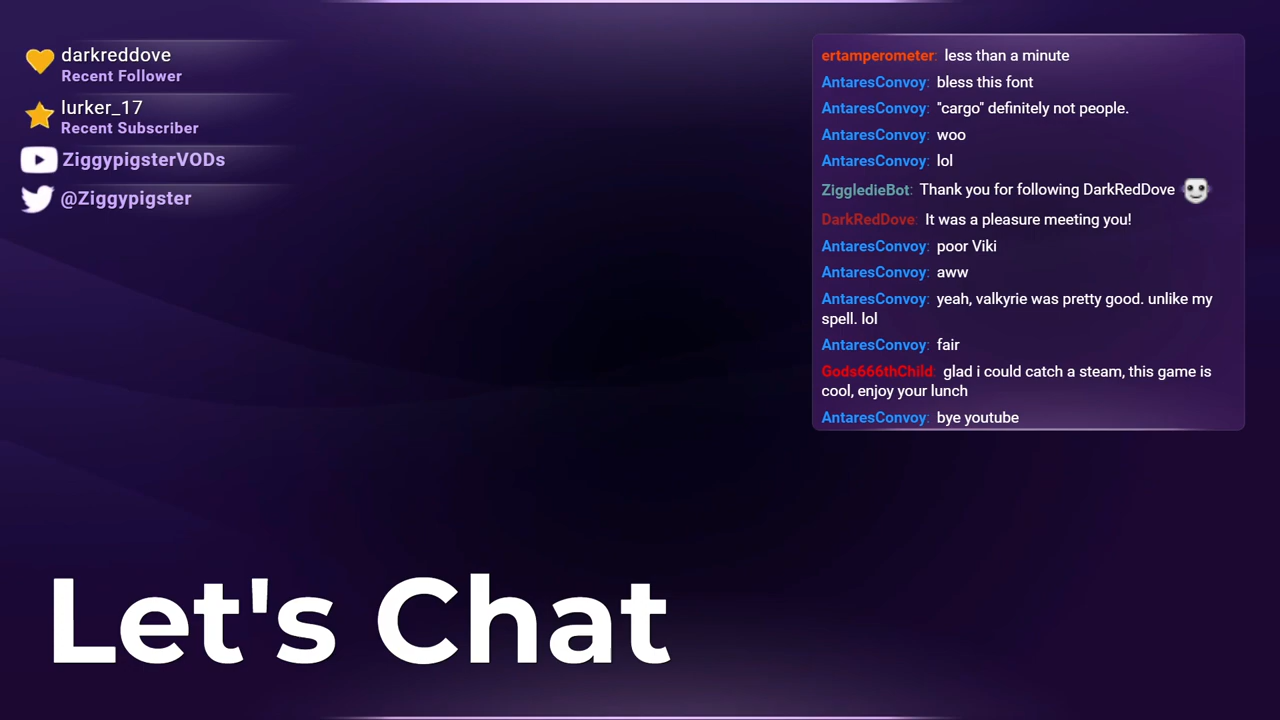 darkreddove
Recent Follower
lurker_17
Recent Subscriber
ZiggypigsterVODs
@Ziggypigster
ertamperometer: less than a minute
AntaresConvoy: bless this font
AntaresConvoy: "cargo" definitely not people.
AntaresConvoy: woo
AntaresConvoy: lol
ZiggledieBot: Thank you for following DarkRedDove
DarkRedDove: It was a pleasure meeting you!
AntaresConvoy: poor Viki
AntaresConvoy: aww
AntaresConvoy: yeah, valkyrie was pretty good. unlike my
spell. lol
AntaresConvoy: fair
Gods666thChild: glad i could catch a steam, this game is
cool, enjoy your lunch
AntaresConvoy: bye youtube
Let's Chat